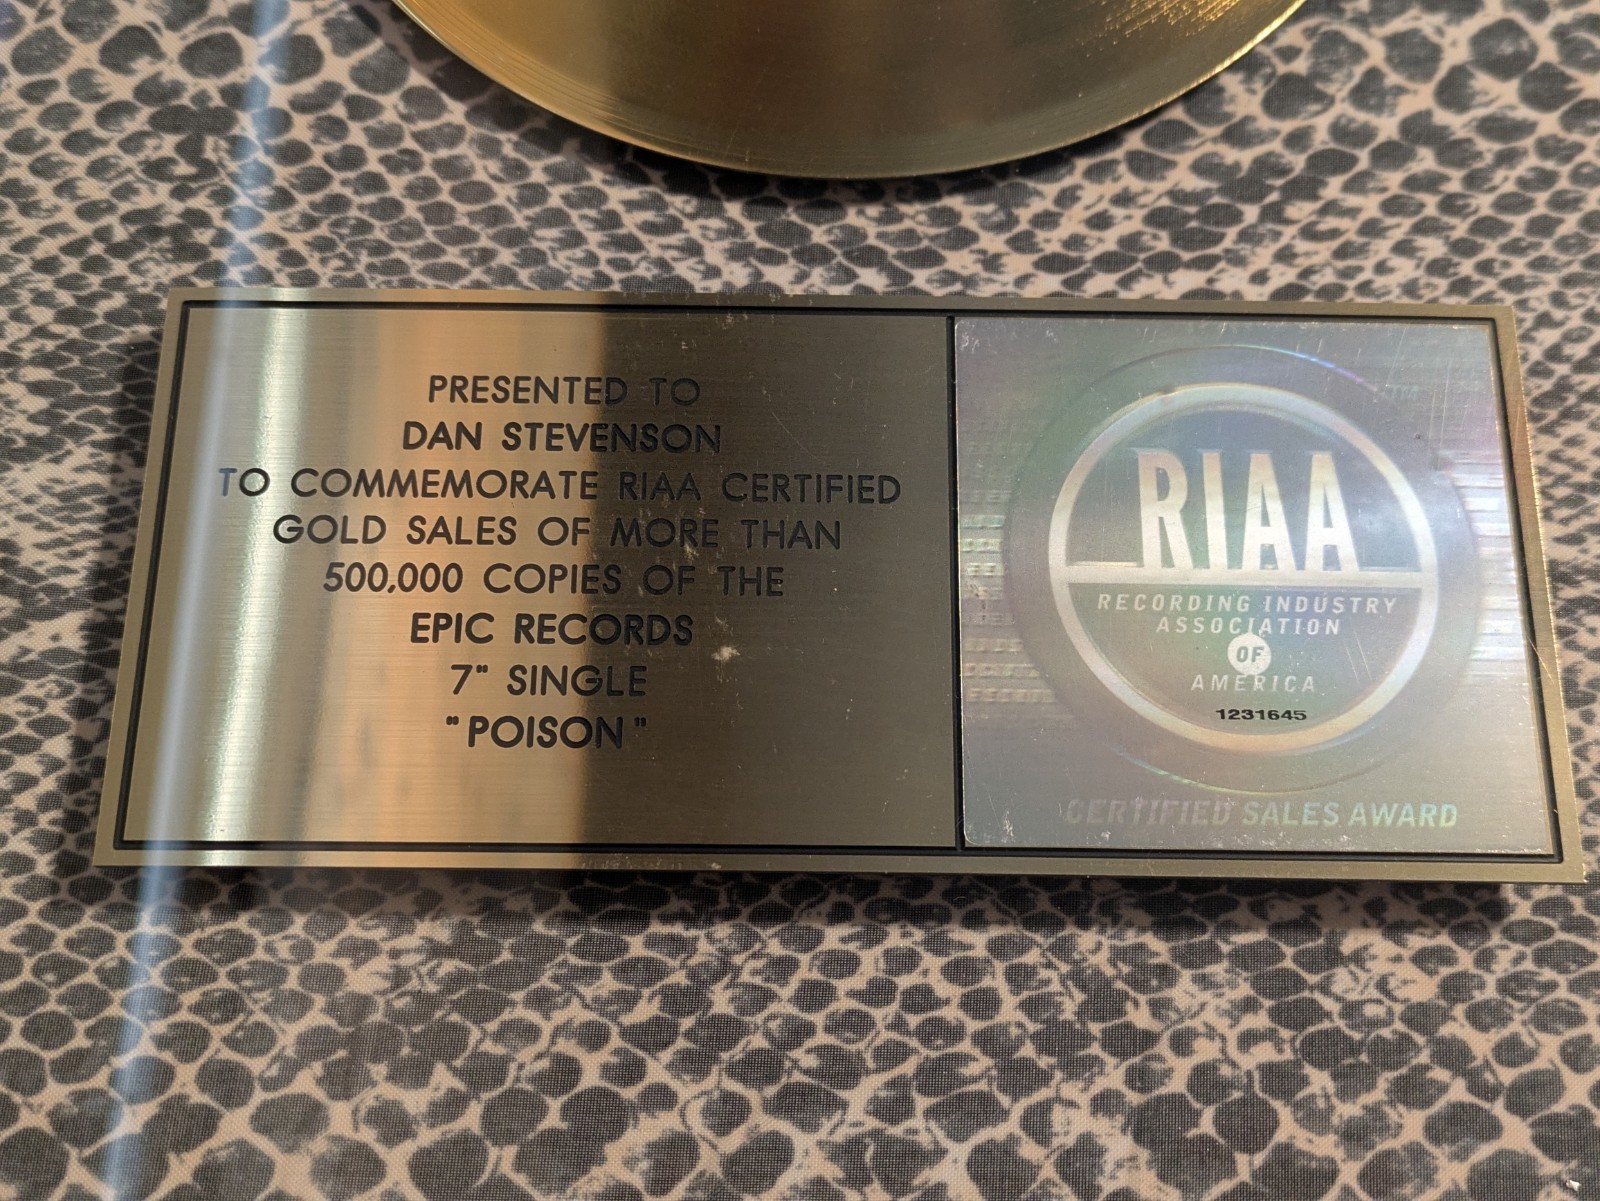 PRESENTED TO
DAN STEVENSON
TO COMMEMORATE RIAA CERTIFIED
GOLD SALES OF MORE THAN
500,000 COPIES OF THE
EPIC RECORDS
7" SINGLE
"POISON"
TM
RIAA
RECORDING INDUSTRY
ASSOCIATION
OF
AMERICA
1231645
CERTIFIED SALES AWARD